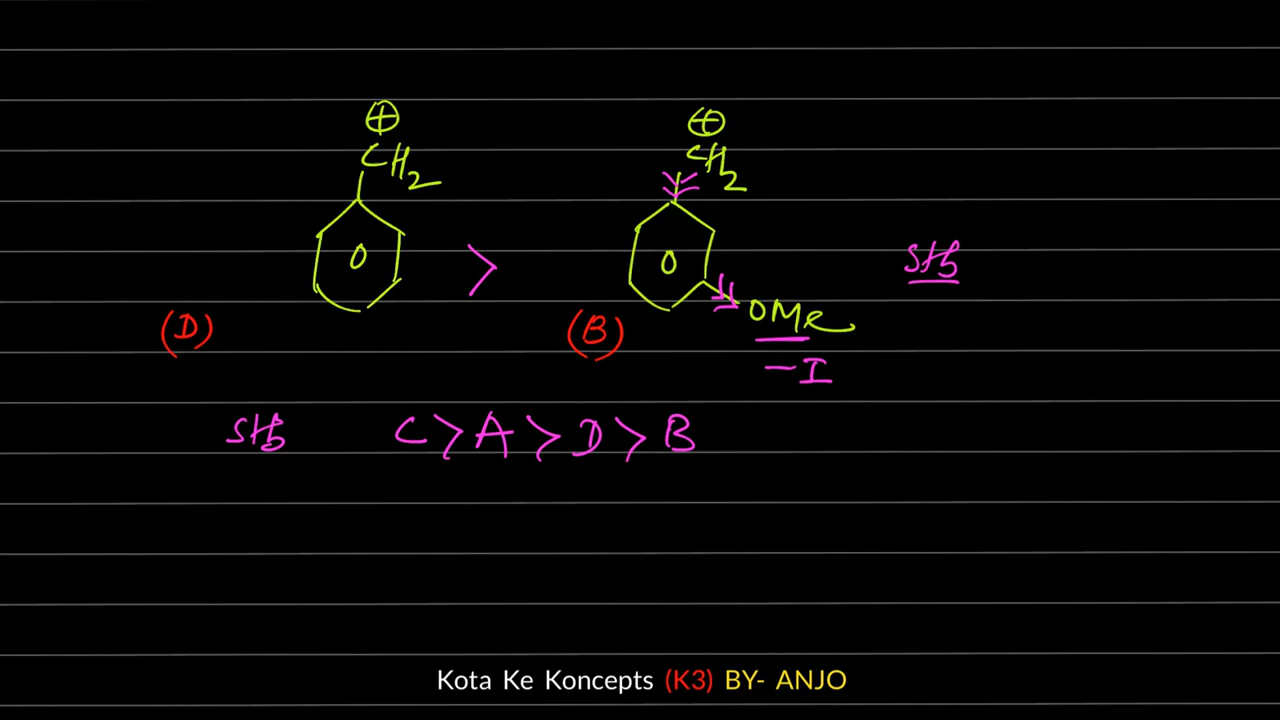 ⊕ ⊕
CH2 CH2
O > O Stb
(D) (B) OMe
-I
Stb C > A > D > B
Kota Ke Koncepts (K3) BY- ANJO